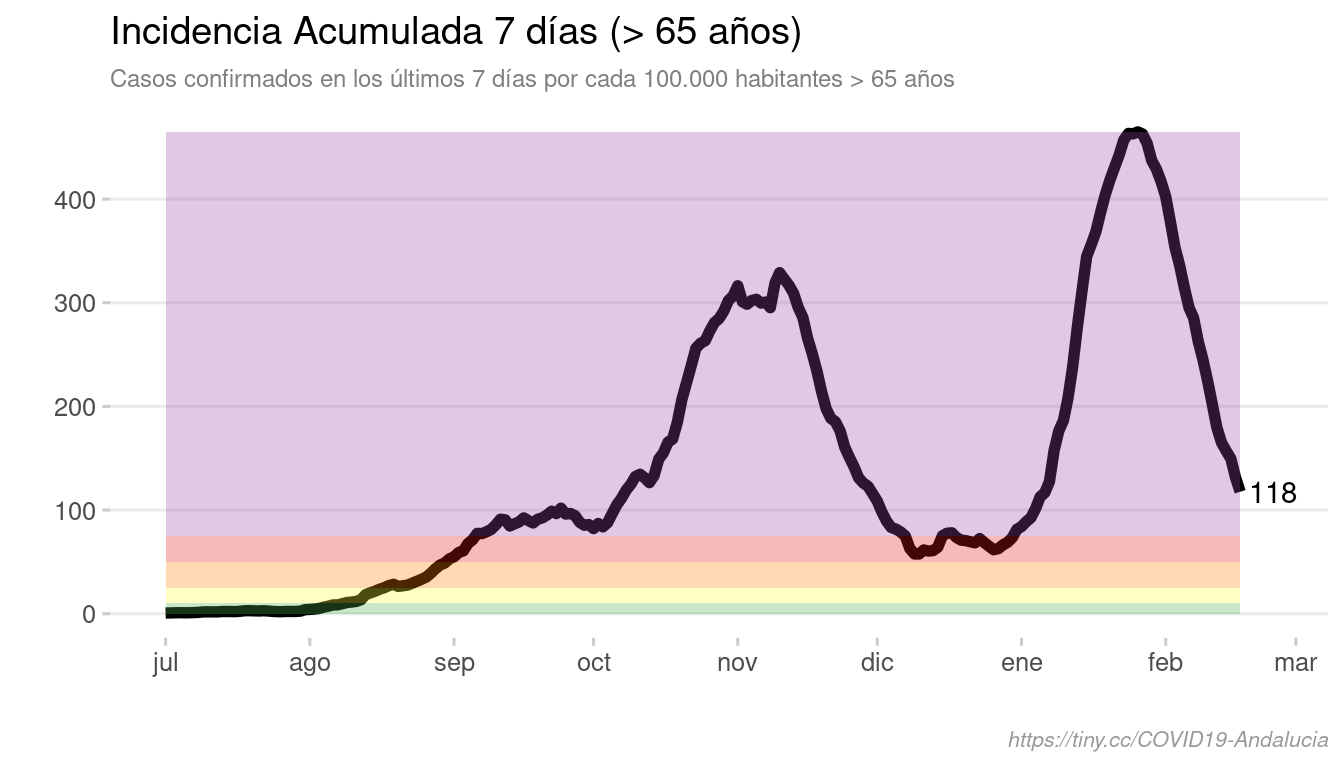 Incidencia Acumulada 7 días (> 65 años)
Casos confirmados en los últimos 7 días por cada 100.000 habitantes > 65 años
400
300
200
100
0
118
jul ago sep oct nov dic ene feb mar
https://tiny.cc/COVID19-Andalucia